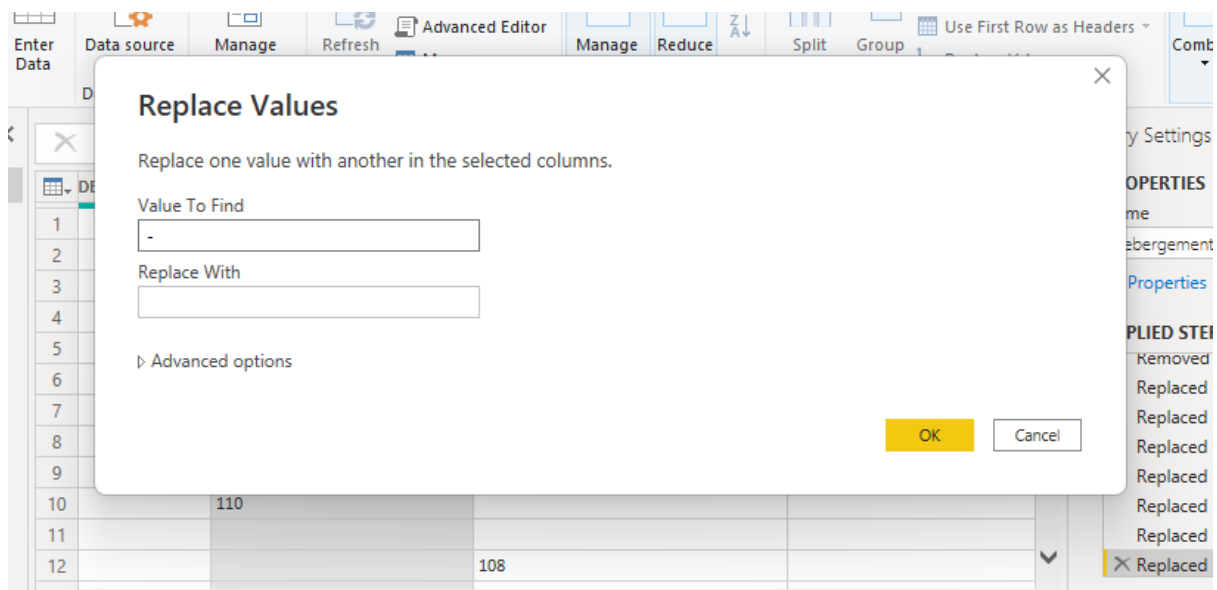 Enter
Data
Data source
Manage
Refresh
Advanced Editor
Manage
Reduce
Split
Group
Use First Row as Headers
Comb
D
Replace Values
Replace one value with another in the selected columns.
Value To Find
-
Replace With
Advanced options
OK
Cancel
DE
1
2
3
4
5
6
7
8
9
10
110
11
12
108
y Settings
OPERTIES
me
ebergement
Properties
PLIED STEP
Removed
Replaced
Replaced
Replaced
Replaced
Replaced
Replaced
Replaced